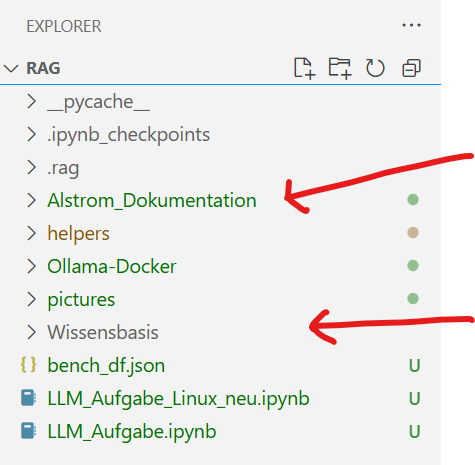 EXPLORER
RAG
__pycache__
.ipynb_checkpoints
.rag
Alstrom_Dokumentation
helpers
Ollama-Docker
pictures
Wissensbasis
{} bench_df.json U
LLM_Aufgabe_Linux_neu.ipynb U
LLM_Aufgabe.ipynb U